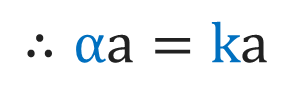 ∴ αa = ka